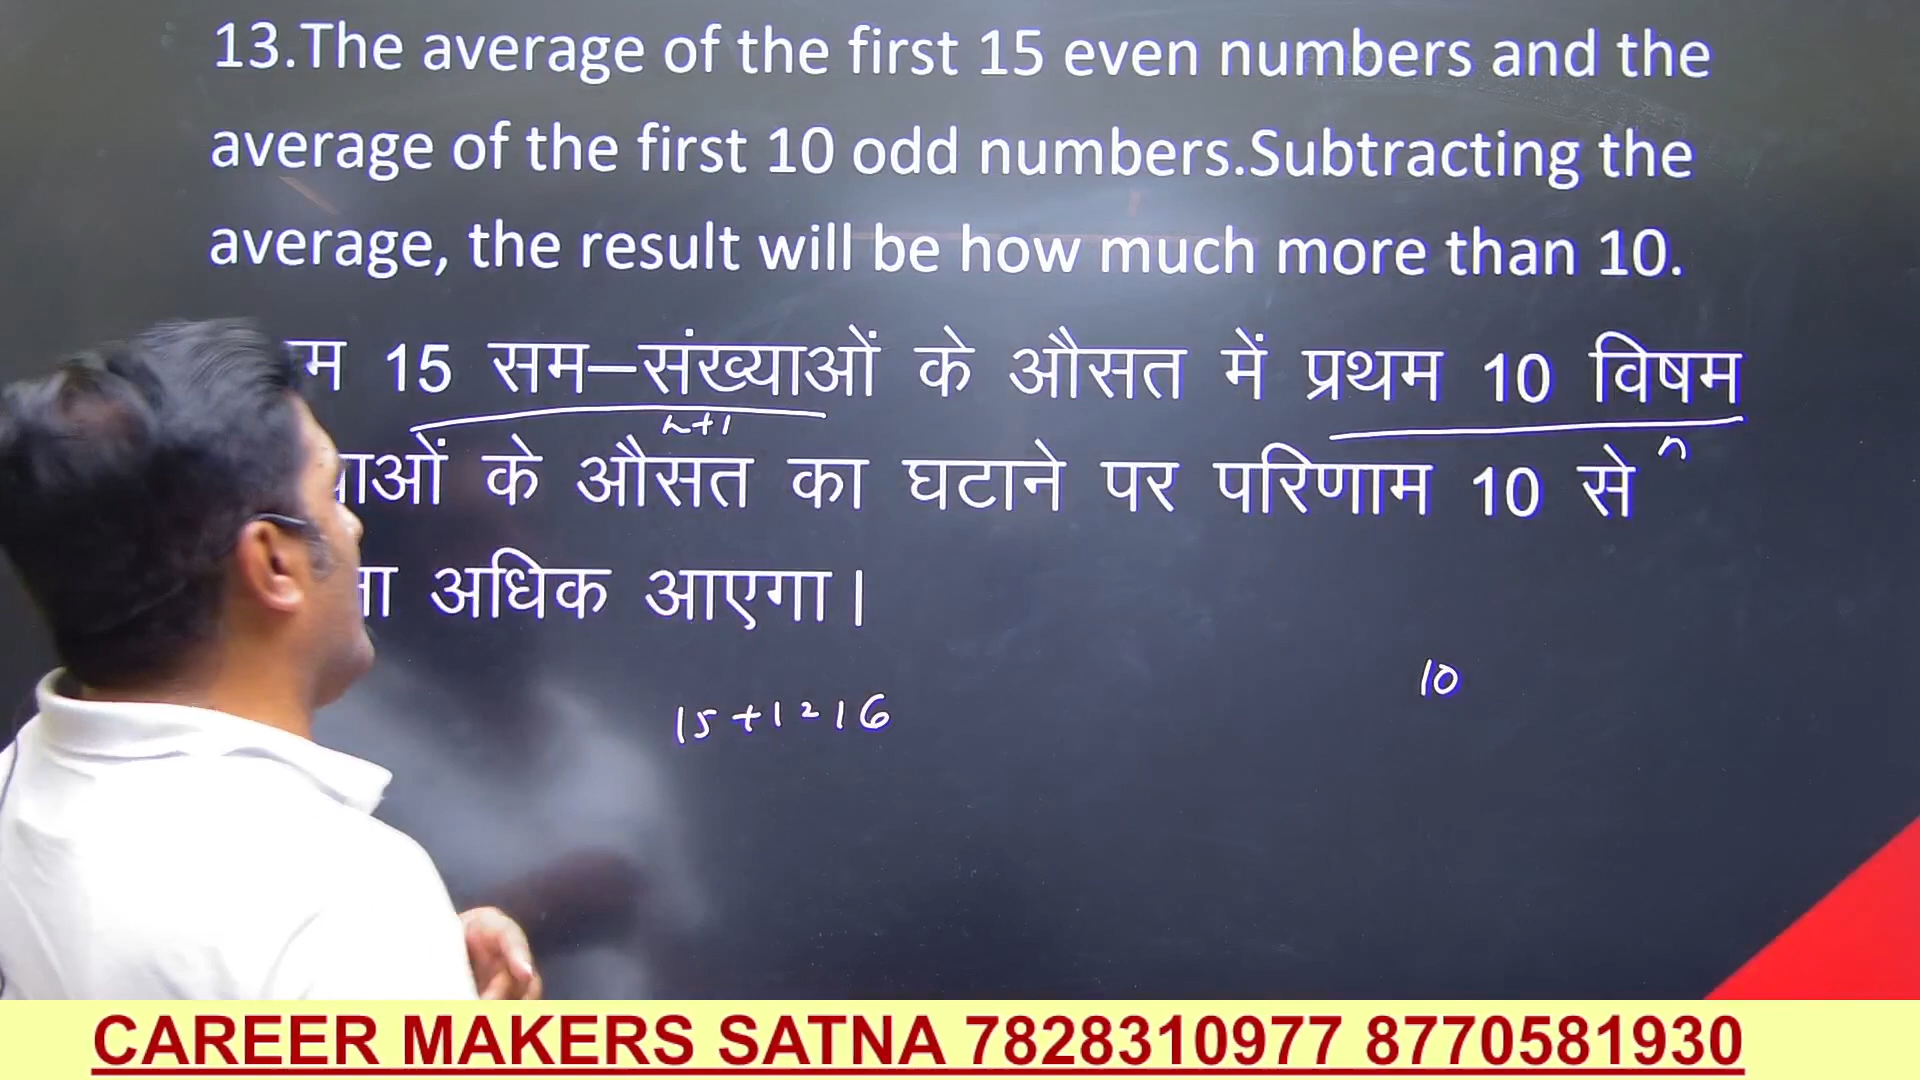 13.The average of the first 15 even numbers and the
average of the first 10 odd numbers.Subtracting the
average, the result will be how much more than 10.
15 सम–संख्याओं के औसत में प्रथम 10 विषम
n+1
n
के औसत का घटाने पर परिणाम 10 से
अधिक आएगा।
10
15+1=16
CAREER MAKERS SATNA 7828310977 8770581930